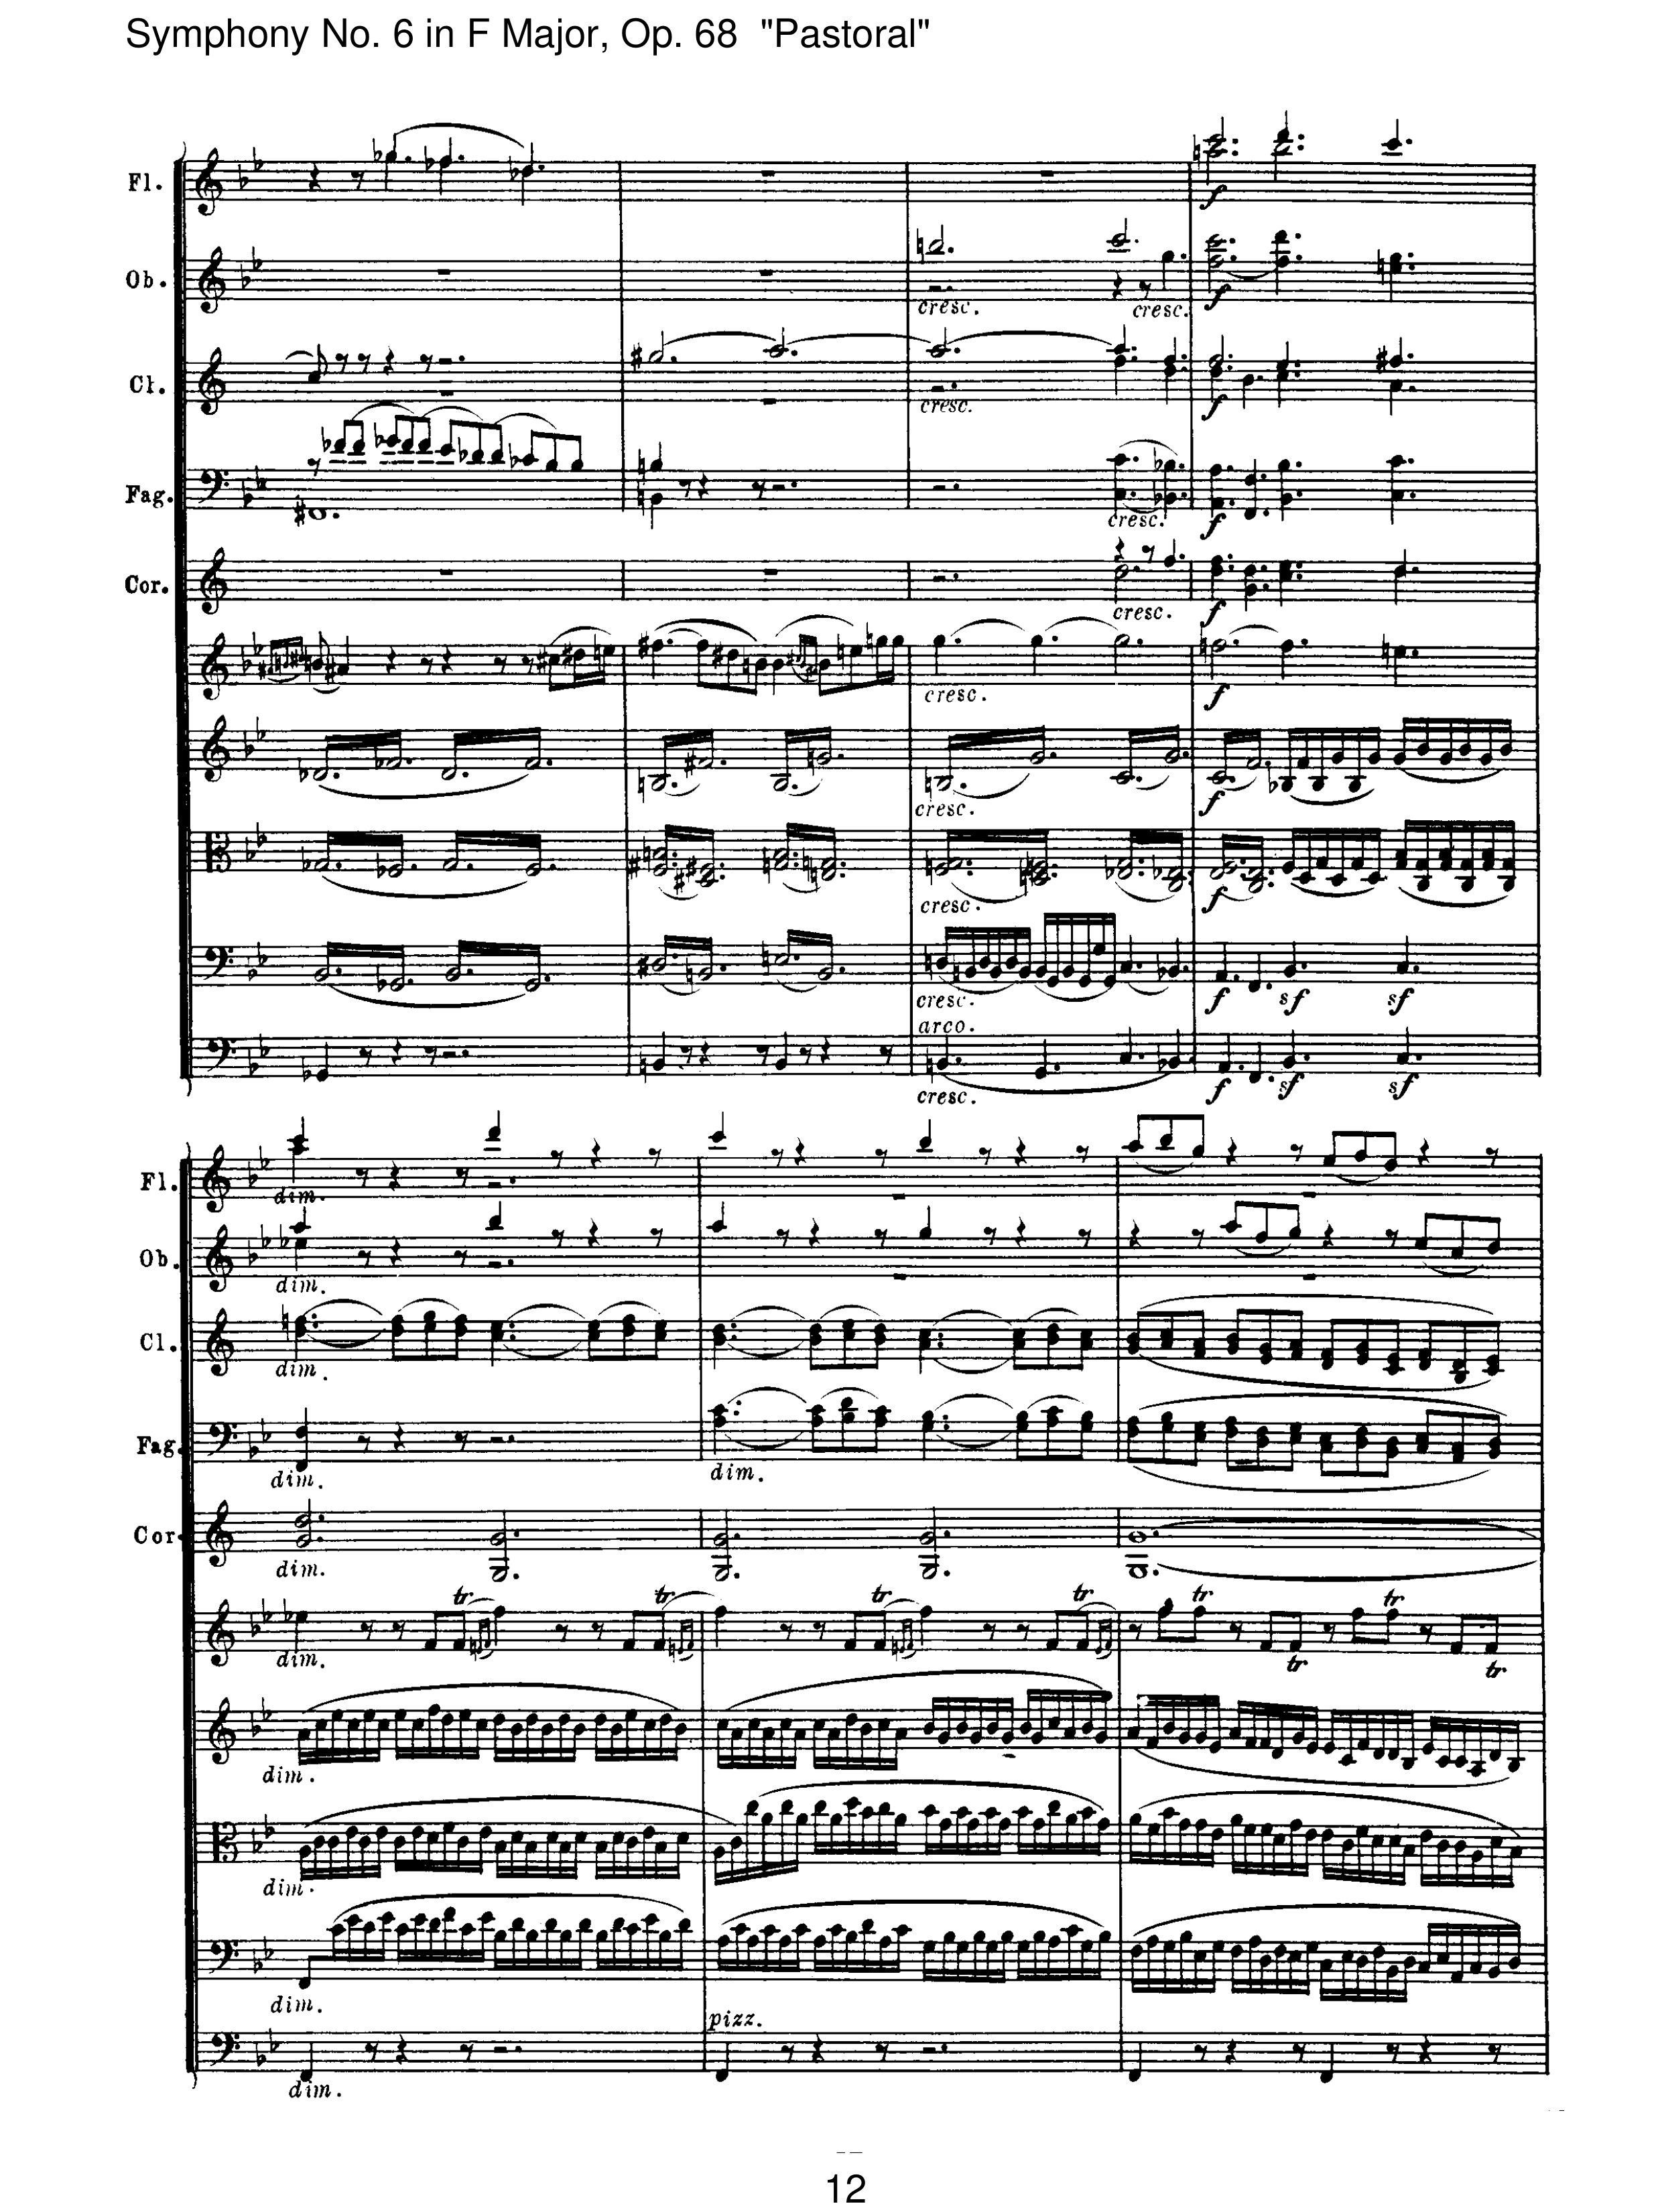 Symphony No. 6 in F Major, Op. 68 "Pastoral"
Fl.
f
Ob.
cresc.
cresc.
f
Cl.
cresc.
f
Fag.
cresc.
f
Cor.
cresc.
f
cresc.
f
cresc.
f
cresc.
f
cresc.
f
sf
sf
arco.
cresc.
f
sf
sf
Fl.
dim.
Ob.
dim.
Cl.
dim.
Fag.
dim.
dim.
Cor.
dim.
tr
tr
tr
tr
tr
tr
dim.
tr
tr
dim.
dim.
dim.
pizz.
dim.
12